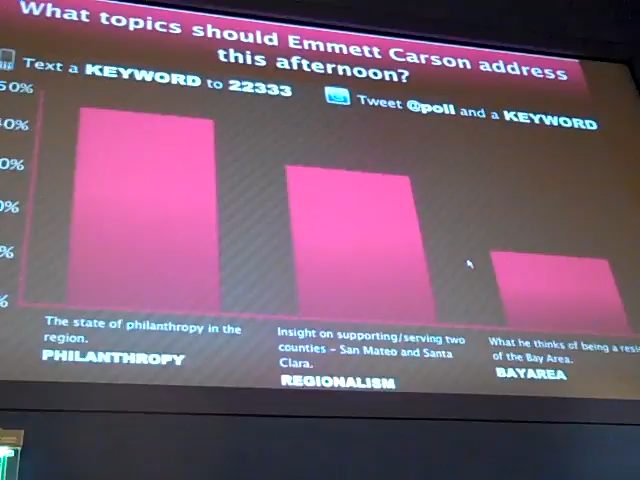 What topics should Emmett Carson address
this afternoon?
Text a KEYWORD to 22333
Tweet @poll and a KEYWORD
The state of philanthropy in the
region.
PHILANTHROPY
Insight on supporting/serving two
counties - San Mateo and Santa
Clara.
REGIONALISM
What he thinks of being a
of the Bay Area.
BAYAREA